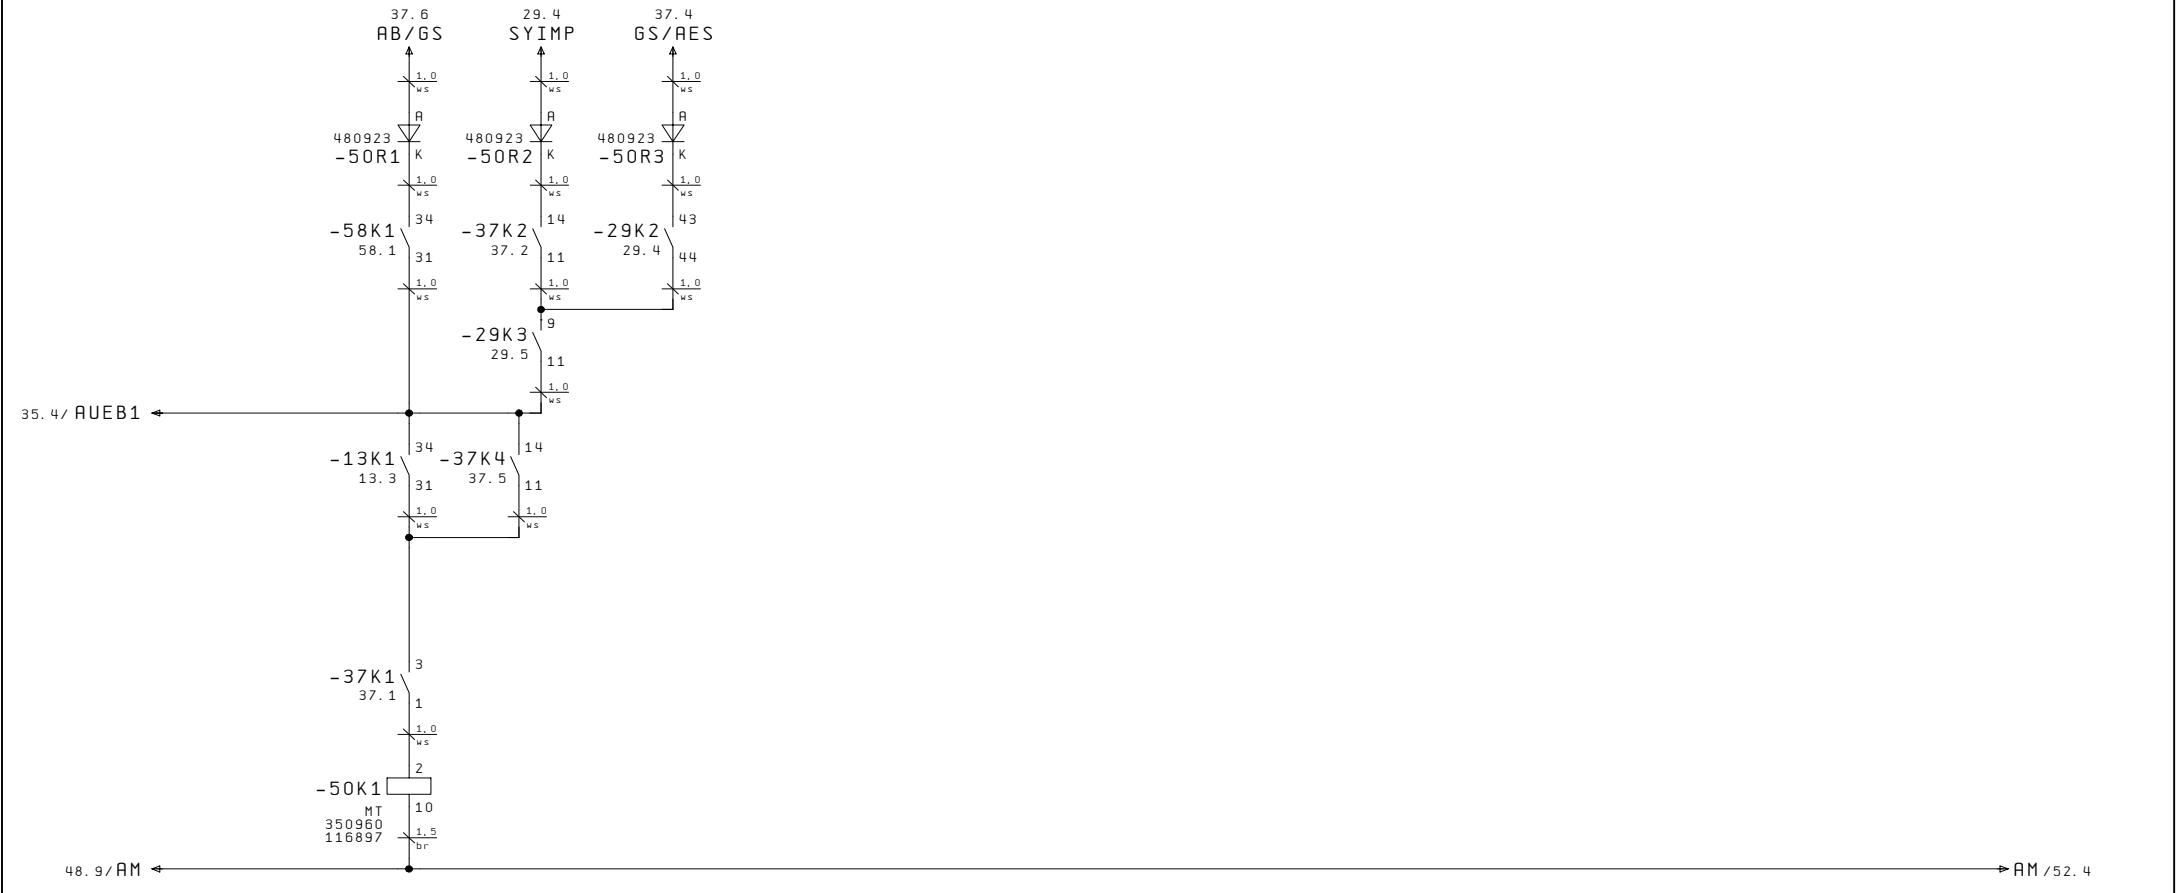 37.6 29.4 37.4
AB/GS SYIMP GS/AES
1,0 1,0 1,0
ws ws ws
A A A
480923 480923 480923
-50R1 K -50R2 K -50R3 K
1,0 1,0 1,0
ws ws ws
34 14 43
-58K1 -37K2 -29K2
58.1 37.2 29.4
31 11 44
1,0 1,0 1,0
ws ws ws
9
-29K3
29.5
11
1,0
ws
35.4/ AUEB1
34 14
-13K1 -37K4
13.3 37.5
31 11
1,0 1,0
ws ws
3
-37K1
37.1
1
1,0
ws
2
-50K1
10
MT
350960
116897
1,5
br
48.9/AM AM/52.4